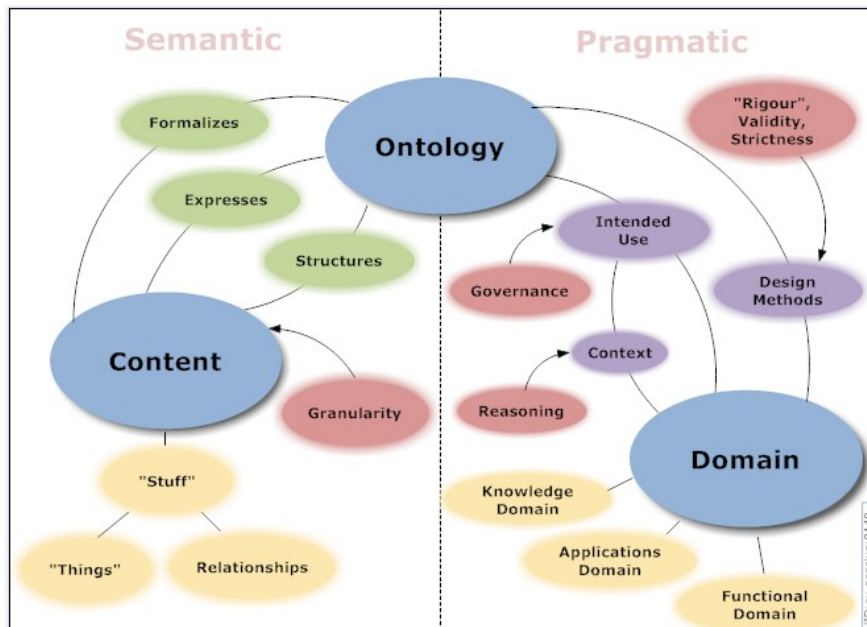 Semantic
Pragmatic
Formalizes
Ontology
"Rigour",
Validity,
Strictness
Expresses
Intended
Use
Structures
Governance
Design
Methods
Content
Context
Granularity
Reasoning
Domain
"Stuff"
Knowledge
Domain
"Things"
Relationships
Applications
Domain
Functional
Domain